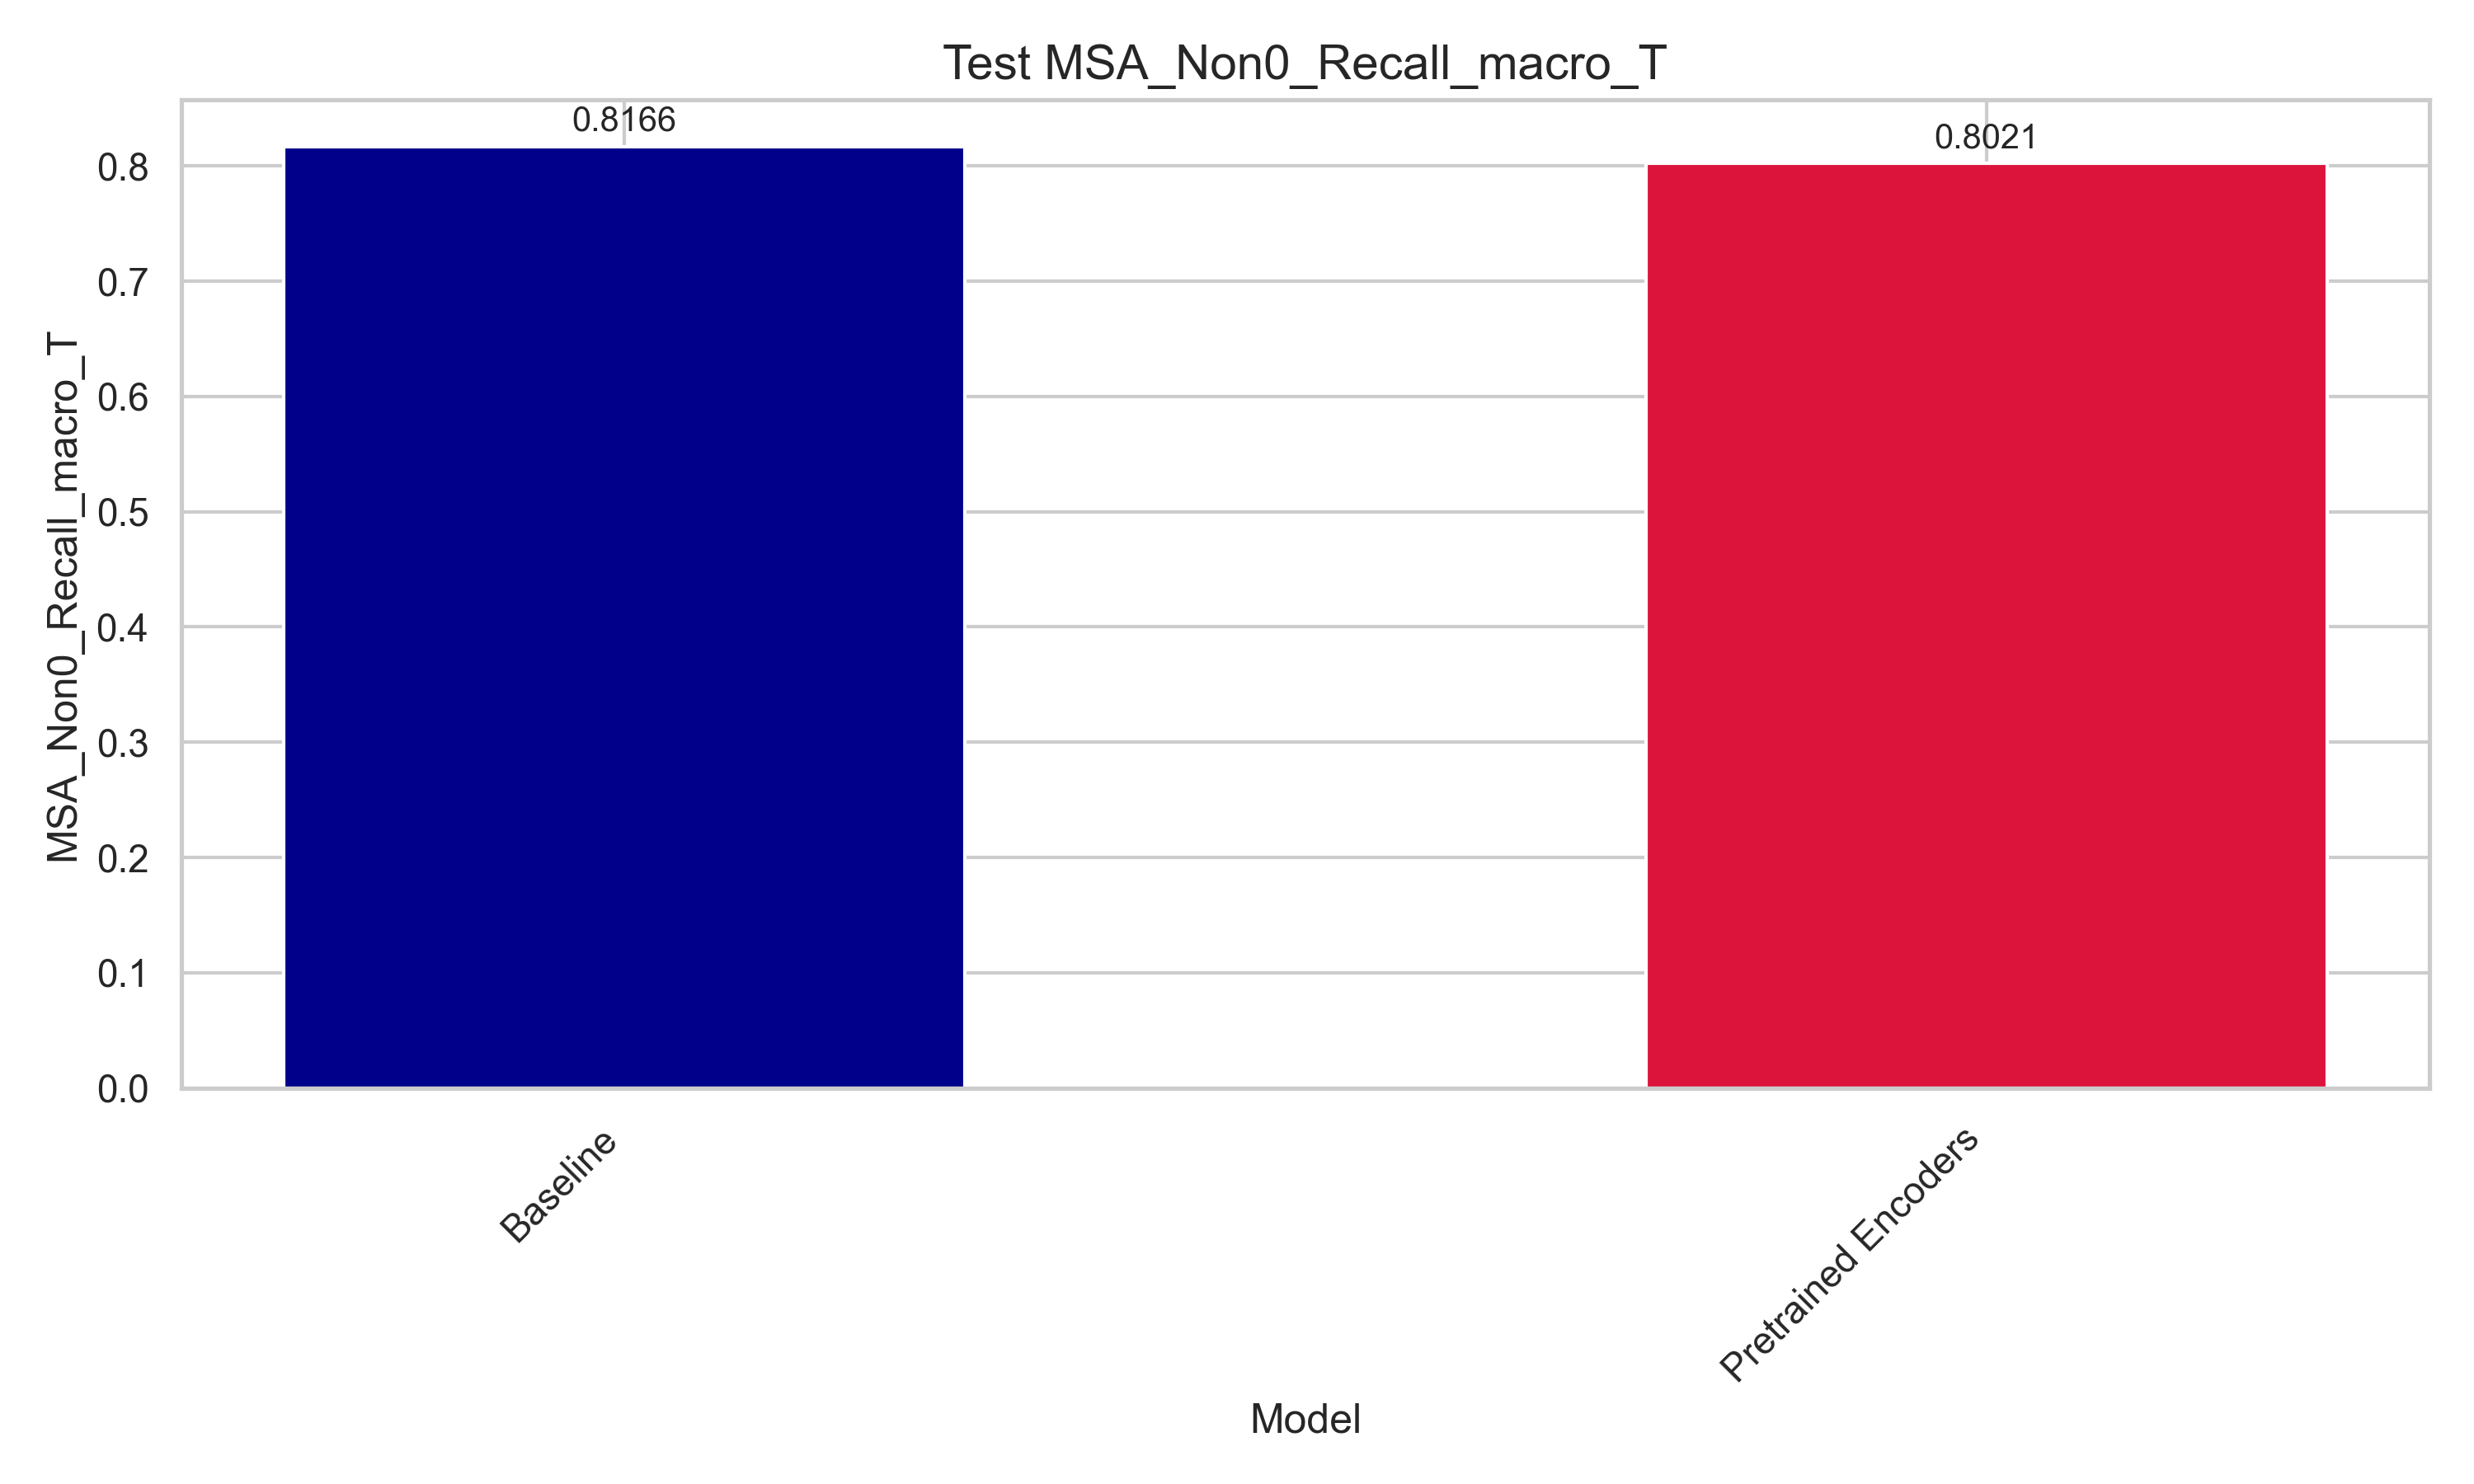 Test MSA_Non0_Recall_macro_T
MSA_Non0_Recall_macro_T
0.8
0.7
0.6
0.5
0.4
0.3
0.2
0.1
0.0
0.8166
0.8021
Baseline
Pretrained Encoders
Model